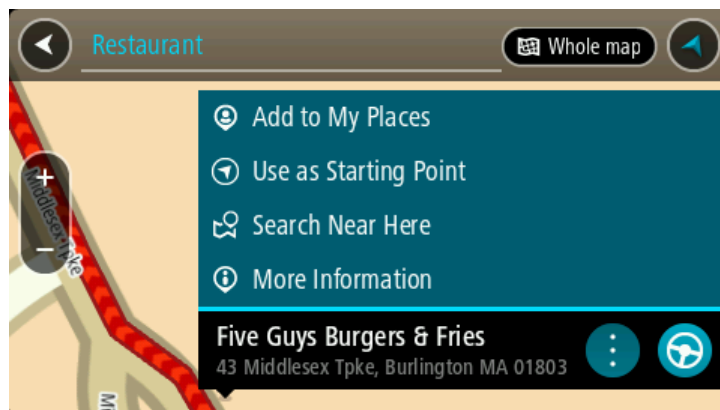 Restaurant
Whole map
Add to My Places
Use as Starting Point
Search Near Here
More Information
Middlesex Tpke
Five Guys Burgers & Fries
43 Middlesex Tpke, Burlington MA 01803